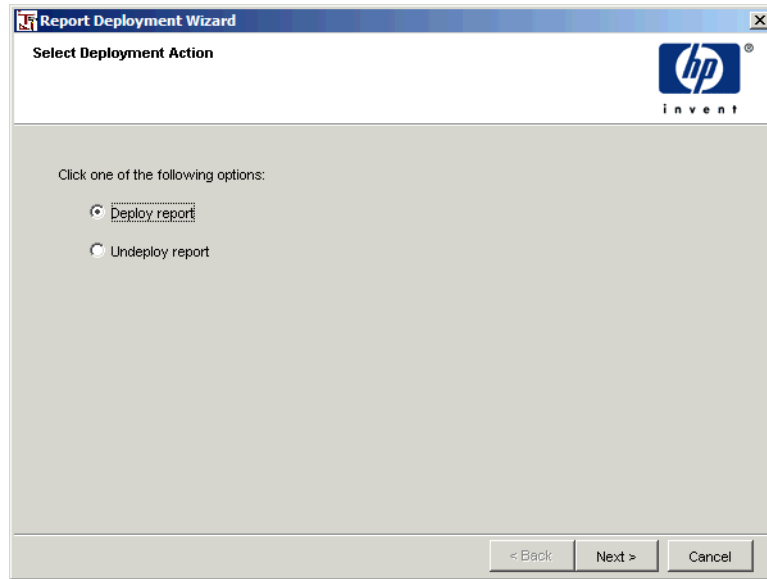 Report Deployment Wizard
Select Deployment Action
hp
®
invent
Click one of the following options:
Deploy report
Undeploy report
< Back
Next >
Cancel